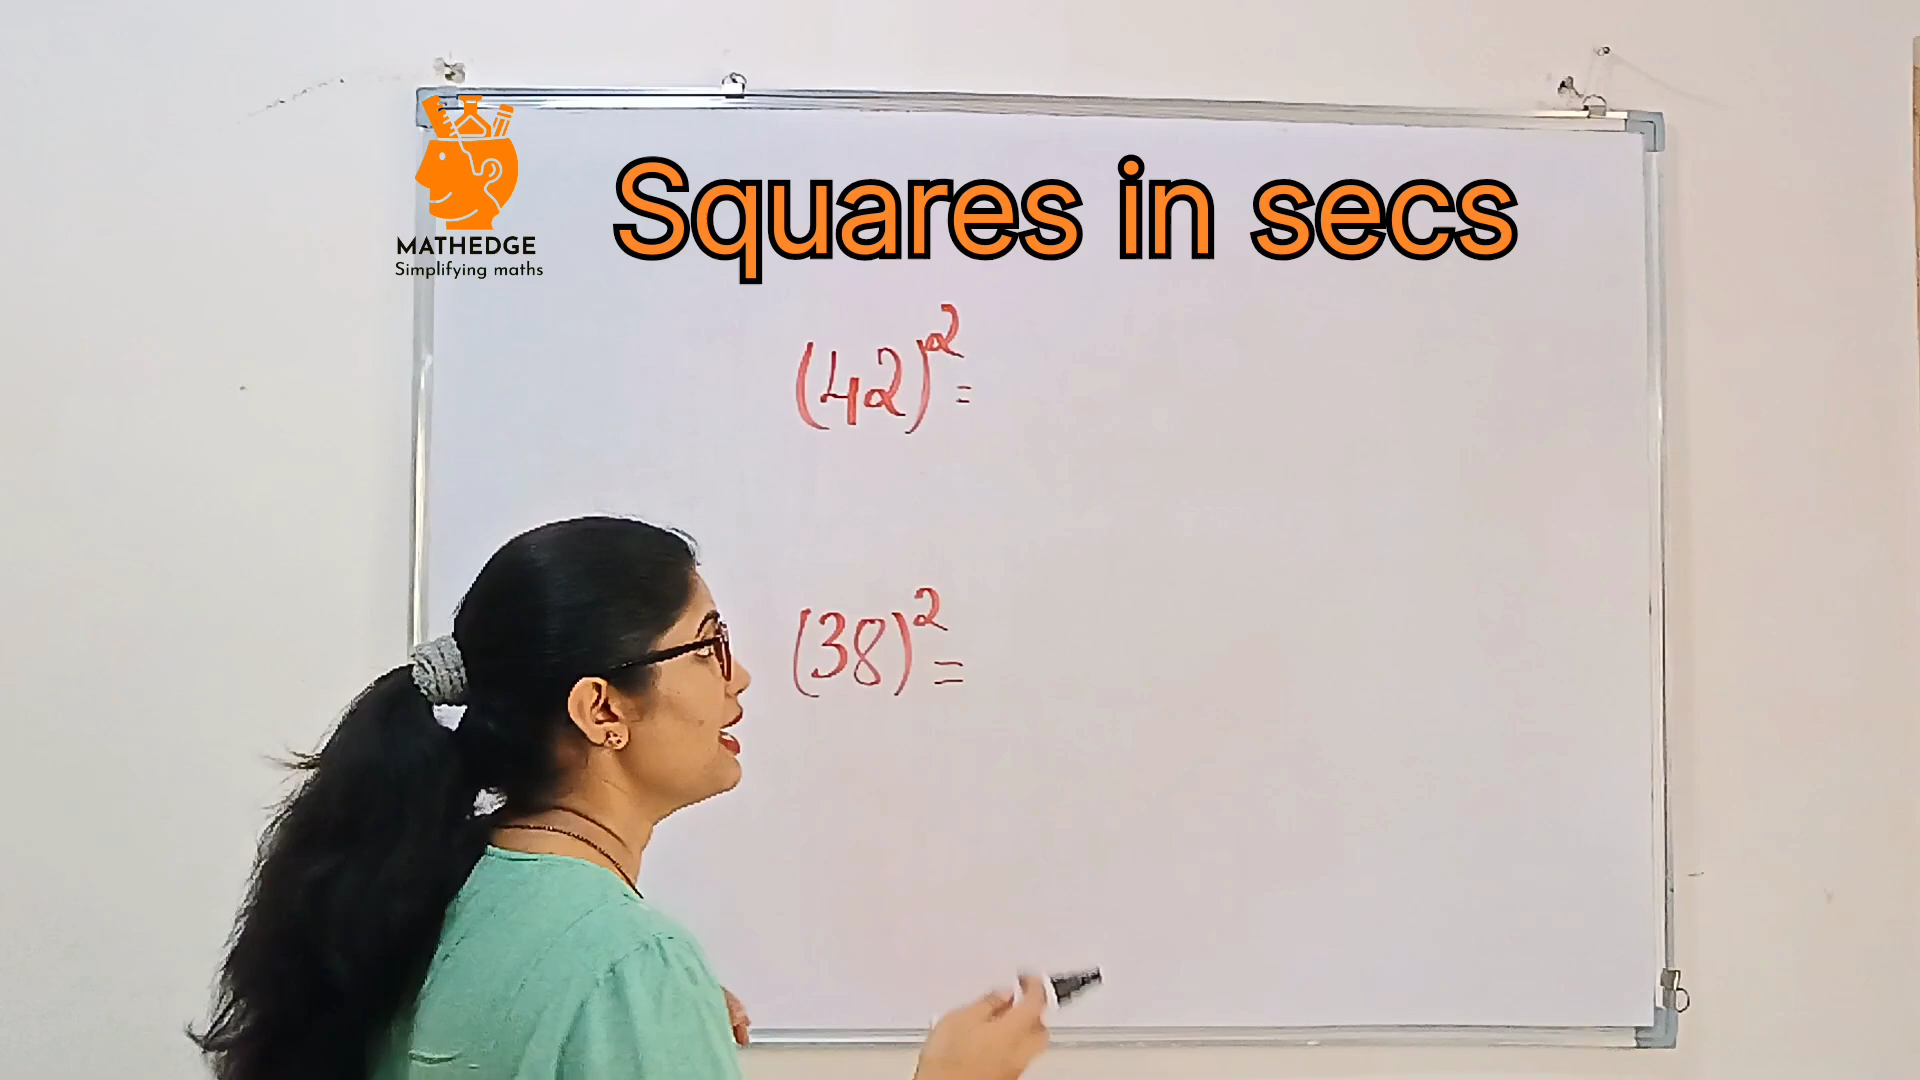 MATHEDGE
Simplifying maths
Squares in secs
(42)² =
(38)² =